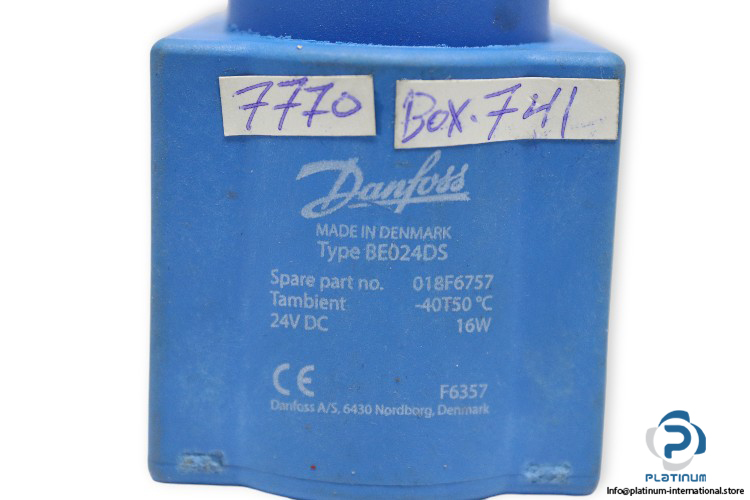 7770
Box.741
Danfoss
MADE IN DENMARK
Type BE024DS
Spare part no. 018F6757
Tambient -40T50 °C
24V DC 16W
CE F6357
Danfoss A/S, 6430 Nordborg, Denmark
PLATINUM
Info@platinum-international.store